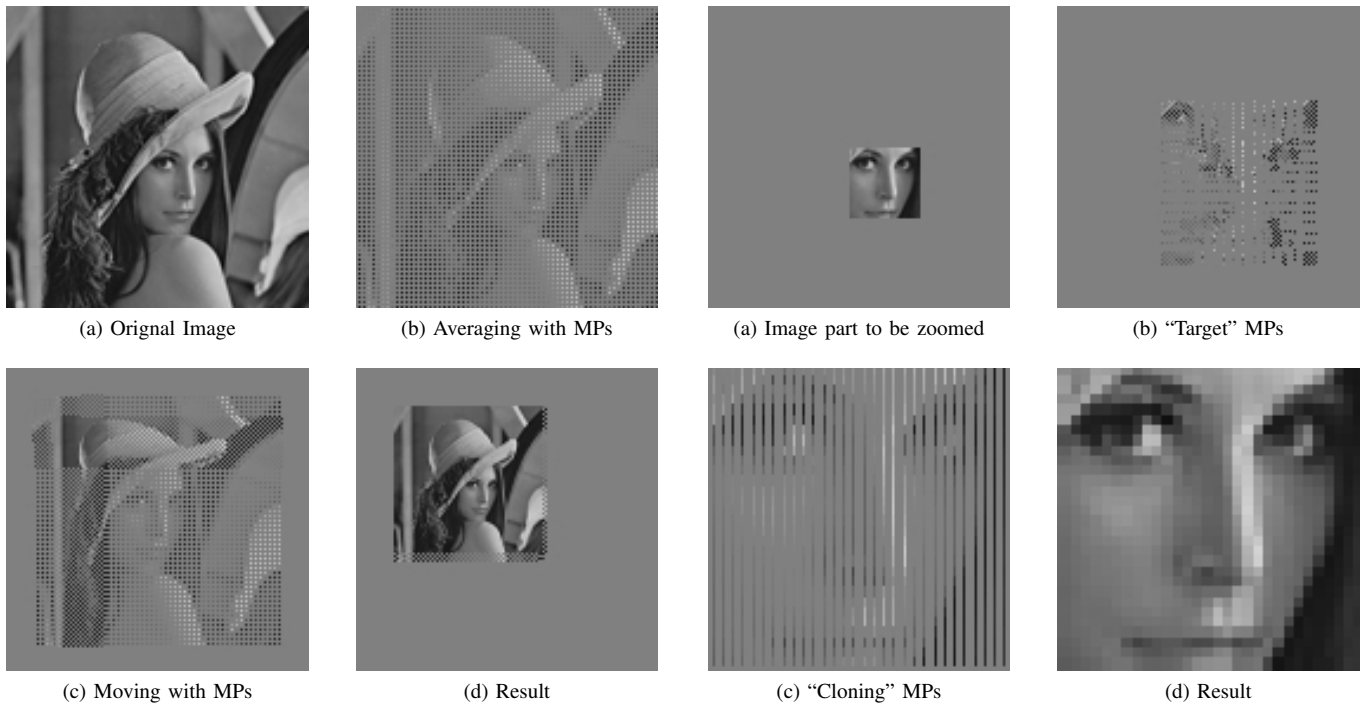 (a) Orignal Image
(b) Averaging with MPs
(a) Image part to be zoomed
(b) “Target” MPs
(c) Moving with MPs
(d) Result
(c) “Cloning” MPs
(d) Result